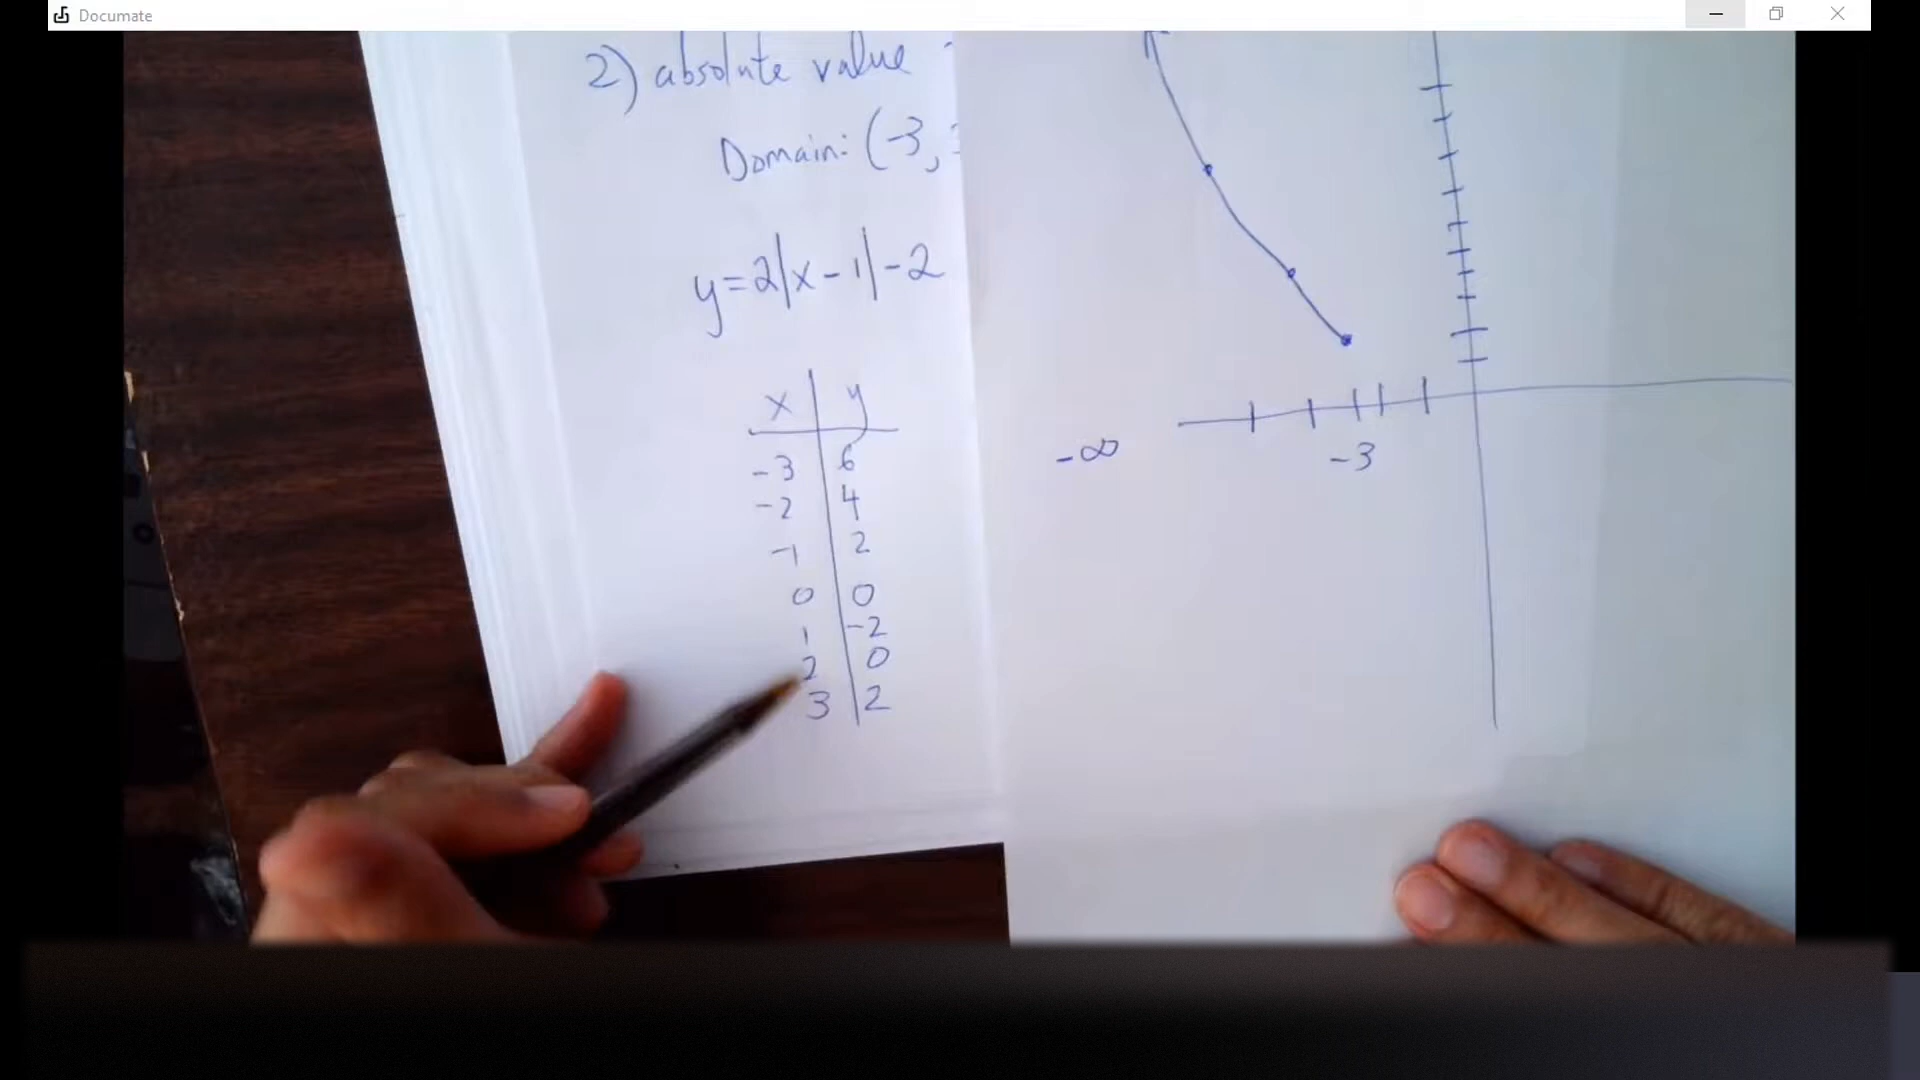 Documate
2) absolute value
Domain: (-3,
y=2|x-1|-2
x y
-3 6
-2 4
-1 2
0 0
1 -2
2 0
3 2
-∞ -3